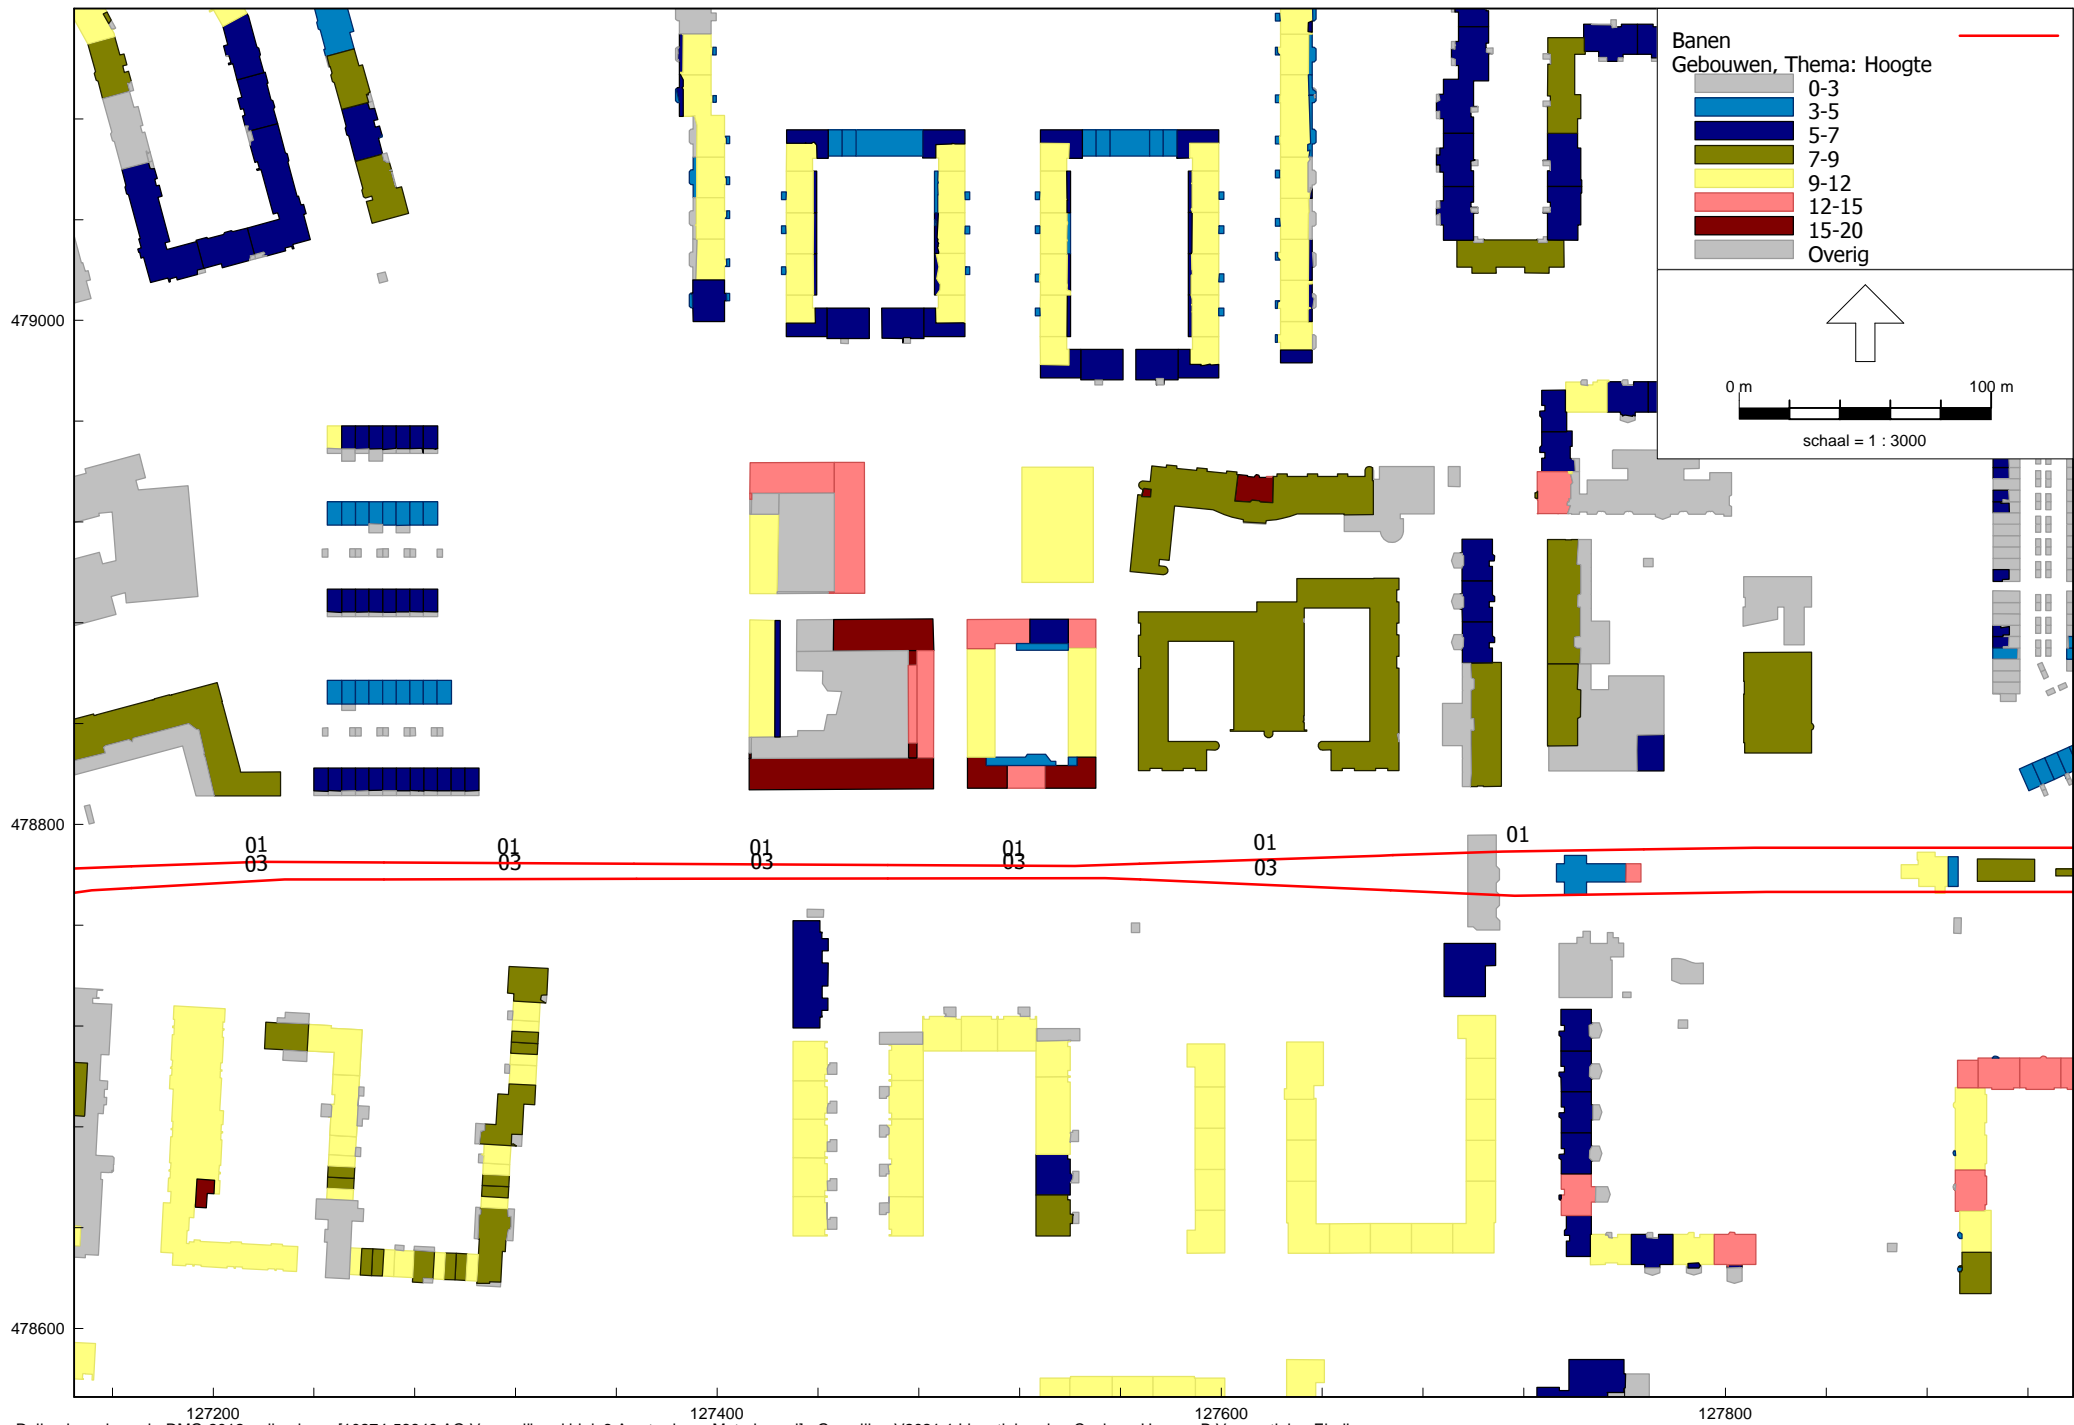 Banen
Gebouwen, Thema: Hoogte
0-3
3-5
5-7
7-9
9-12
12-15
15-20
Overig
0 m 100 m
schaal = 1 : 3000
479000
478800
478600
01 01 01 01 01 01
03 03 03 03 03
127200 127400 127600 127800